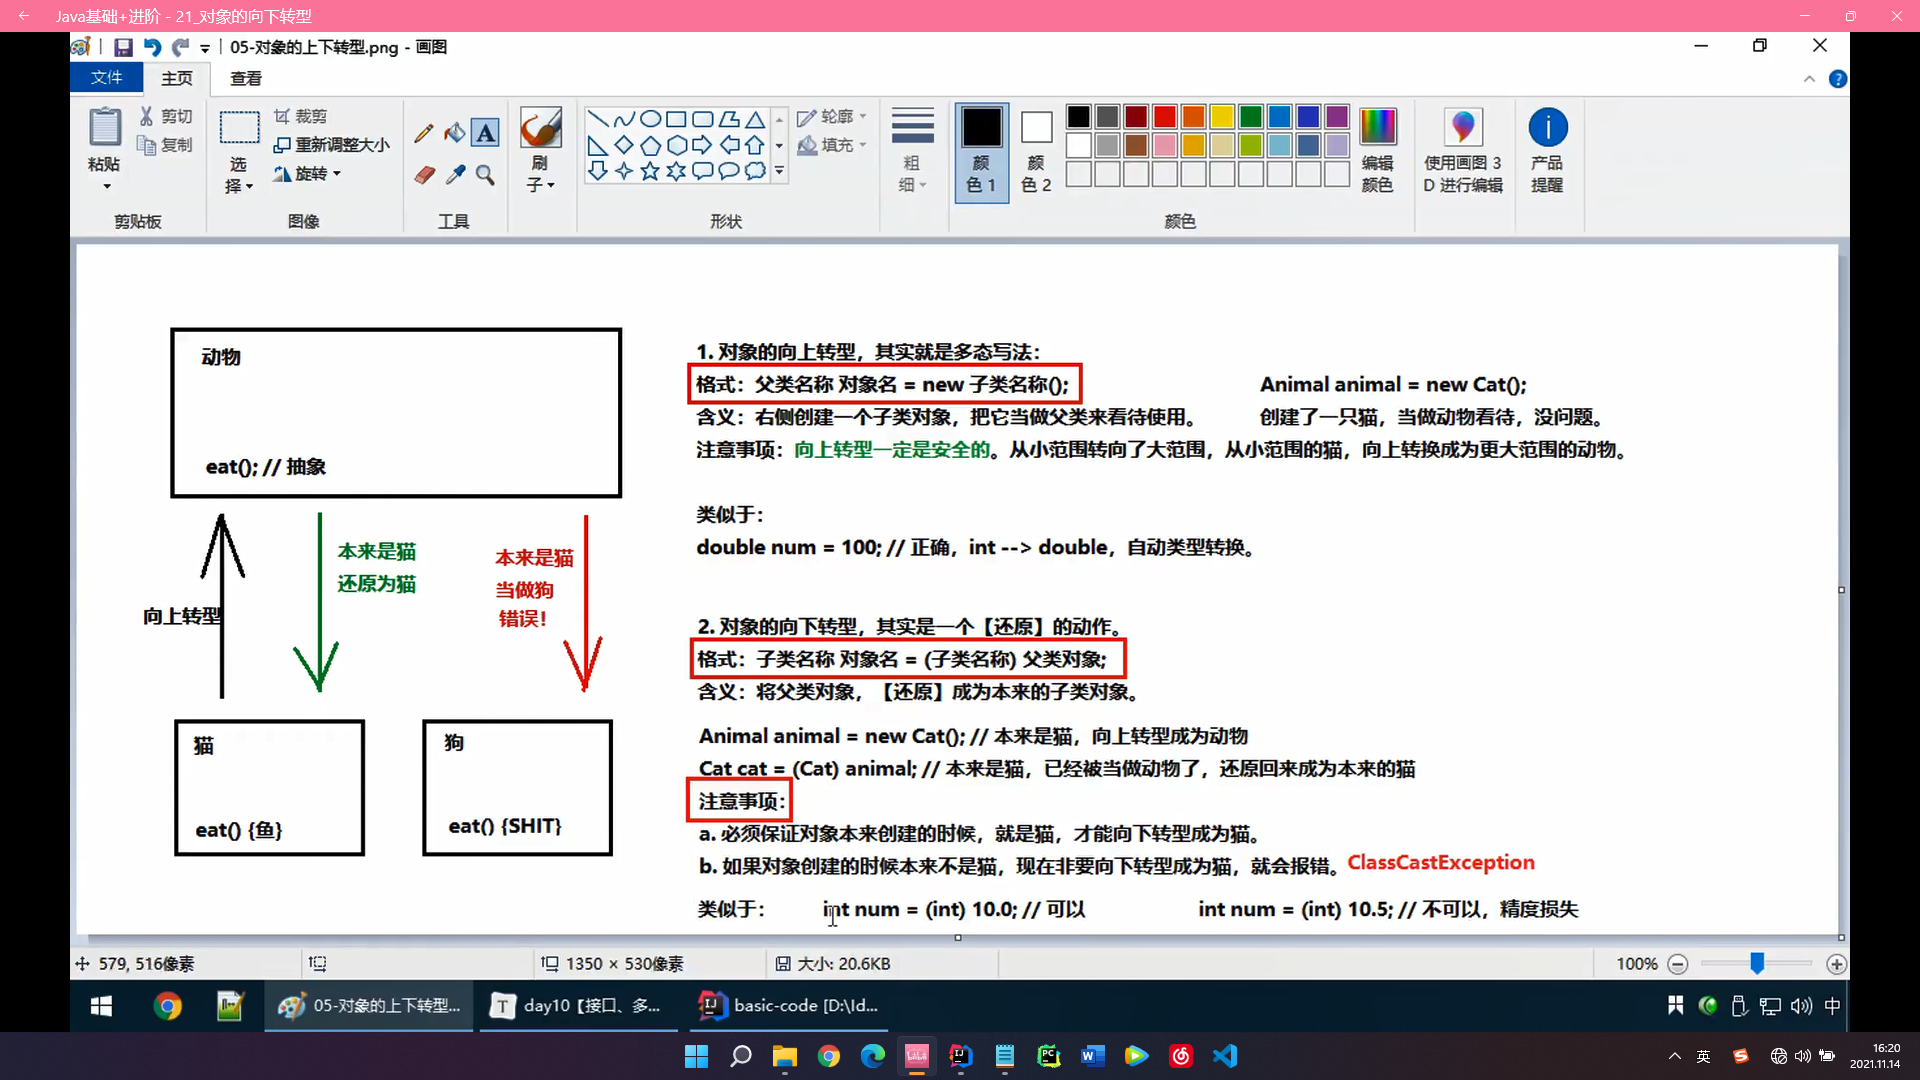 Java基础+进阶 - 21_对象的向下转型
05-对象的上下转型.png - 画图
文件
主页
查看
粘贴
剪切
复制
剪贴板
选
择
裁剪
重新调整大小
旋转
图像
A
工具
刷
子
形状
轮廓
填充
粗
细
颜
色 1
颜
色 2
编辑
颜色
颜色
使用画图 3
D 进行编辑
产品
提醒
动物
eat(); // 抽象
向上转型
本来是猫
还原为猫
本来是猫
当做狗
错误!
猫
eat() {鱼}
狗
eat() {SHIT}
1. 对象的向上转型，其实就是多态写法：
格式：父类名称 对象名 = new 子类名称();
Animal animal = new Cat();
含义：右侧创建一个子类对象，把它当做父类来看待使用。
创建了一只猫，当做动物看待，没问题。
注意事项：向上转型一定是安全的。从小范围转向了大范围，从小范围的猫，向上转换成为更大范围的动物。
类似于：
double num = 100; // 正确，int --> double，自动类型转换。
2. 对象的向下转型，其实是一个【还原】的动作。
格式：子类名称 对象名 = (子类名称) 父类对象;
含义：将父类对象，【还原】成为本来的子类对象。
Animal animal = new Cat(); // 本来是猫，向上转型成为动物
Cat cat = (Cat) animal; // 本来是猫，已经被当做动物了，还原回来成为本来的猫
注意事项：
a. 必须保证对象本来创建的时候，就是猫，才能向下转型成为猫。
b. 如果对象创建的时候本来不是猫，现在非要向下转型成为猫，就会报错。ClassCastException
类似于：
int num = (int) 10.0; // 可以
int num = (int) 10.5; // 不可以，精度损失
579, 516像素
1350 × 530像素
大小: 20.6KB
100%
05-对象的上下转型...
T
day10【接口、多...
IJ
basic-code [D:\Id...
中
英
16:20
2021.11.14